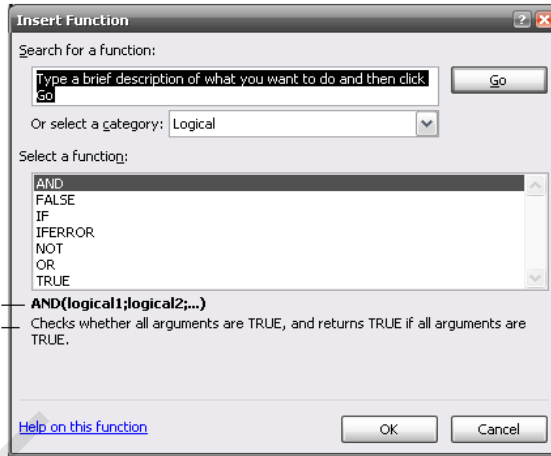 Insert Function
Search for a function:
Type a brief description of what you want to do and then click
Go
Go
Or select a category: Logical
Select a function:
AND
FALSE
IF
IFERROR
NOT
OR
TRUE
AND(logical1;logical2;...)
Checks whether all arguments are TRUE, and returns TRUE if all arguments are
TRUE.
Help on this function
OK
Cancel